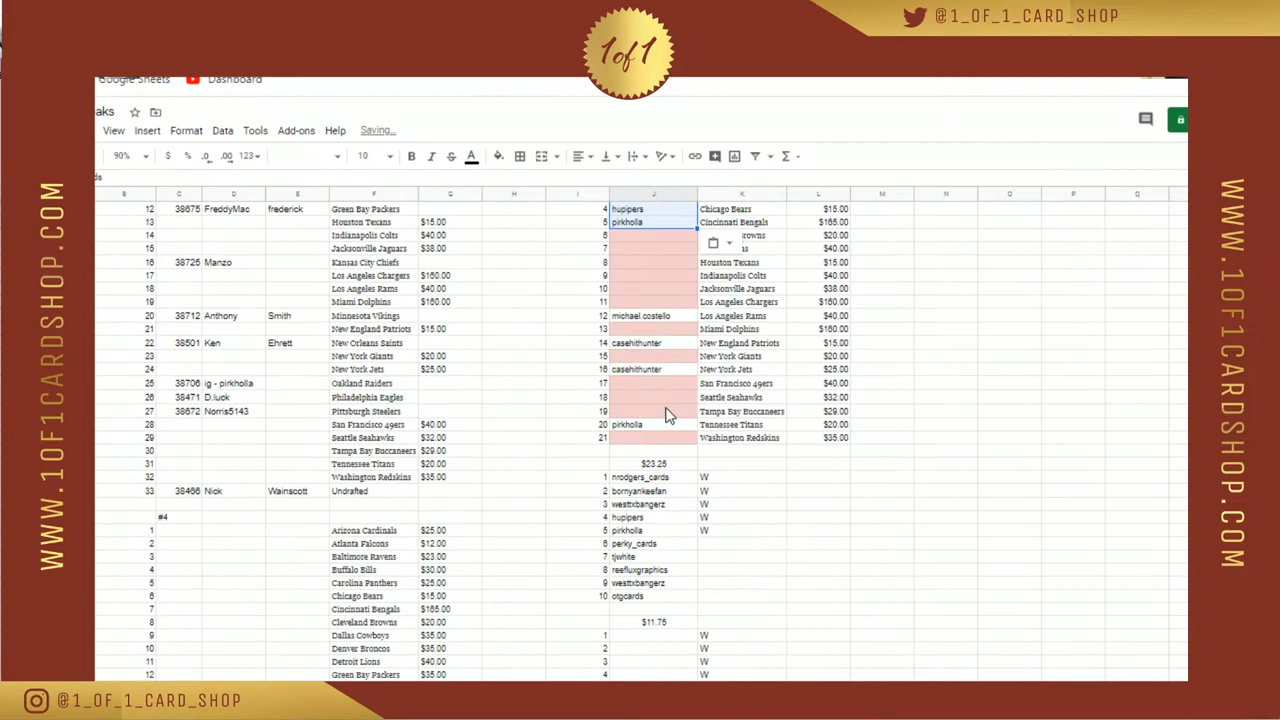 @1_OF_1_CARD_SHOP
1of1
Google Sheets Dashboard
eaks
View Insert Format Data Tools Add-ons Help Saving...
90% $ % .0 .00 123 10 B I S A
ds
B C D E F G H I J K L M N O P Q
12 38675 FreddyMac frederick Green Bay Packers 4 hupipers Chicago Bears $15.00
13 Houston Texans $15.00 5 pirkholla Cincinnati Bengals $165.00
14 Indianapolis Colts $40.00 6 rowns $20.00
15 Jacksonville Jaguars $38.00 7 $40.00
16 38725 Manzo Kansas City Chiefs 8 Houston Texans $15.00
17 Los Angeles Chargers $160.00 9 Indianapolis Colts $40.00
18 Los Angeles Rams $40.00 10 Jacksonville Jaguars $38.00
19 Miami Dolphins $160.00 11 Los Angeles Chargers $160.00
20 38712 Anthony Smith Minnesota Vikings 12 michael.costello Los Angeles Rams $40.00
21 New England Patriots $15.00 13 Miami Dolphins $160.00
22 38501 Ken Ehrett New Orleans Saints 14 casehithunter New England Patriots $15.00
23 New York Giants $20.00 15 New York Giants $20.00
24 New York Jets $25.00 16 casehithunter New York Jets $25.00
25 38706 ig - pirkholla Oakland Raiders 17 San Francisco 49ers $40.00
26 38471 D.luck Philadelphia Eagles 18 Seattle Seahawks $32.00
27 38672 Norris5143 Pittsburgh Steelers 19 Tampa Bay Buccaneers $29.00
28 San Francisco 49ers $40.00 20 pirkholla Tennessee Titans $20.00
29 Seattle Seahawks $32.00 21 Washington Redskins $35.00
30 Tampa Bay Buccaneers $29.00
31 Tennessee Titans $20.00 $23.25
32 Washington Redskins $35.00 1 nrodgers_cards W
33 38466 Nick Wainscott Undrafted 2 bornyankeefan W
3 westtxbangerz W
#4 4 hupipers W
1 Arizona Cardinals $25.00 5 pirkholla W
2 Atlanta Falcons $12.00 6 perky_cards
3 Baltimore Ravens $23.00 7 tjwhite
4 Buffalo Bills $30.00 8 reefluxgraphics
5 Carolina Panthers $25.00 9 westtxbangerz
6 Chicago Bears $15.00 10 otgcards
7 Cincinnati Bengals $165.00
8 Cleveland Browns $20.00 $11.75
9 Dallas Cowboys $35.00 1 W
10 Denver Broncos $35.00 2 W
11 Detroit Lions $40.00 3 W
12 Green Bay Packers $35.00 4 W
WWW.1OF1CARDSHOP.COM
WWW.1OF1CARDSHOP.COM
@1_OF_1_CARD_SHOP